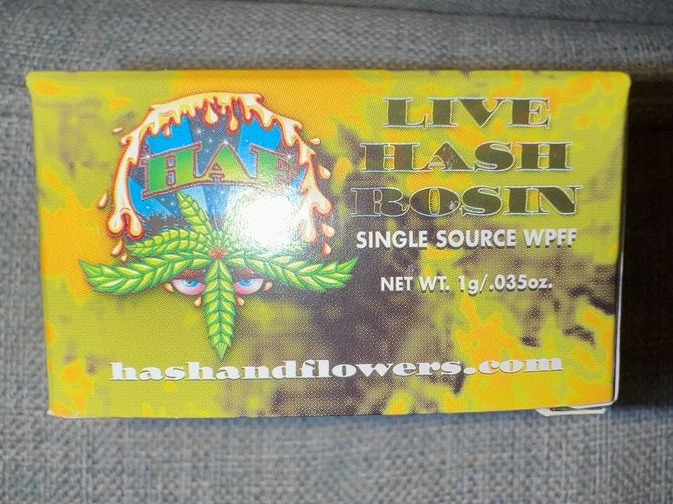 HAF
LIVE
HASH
ROSIN
SINGLE SOURCE WPFF
NET WT. 1g/.035oz.
hashandflowers.com